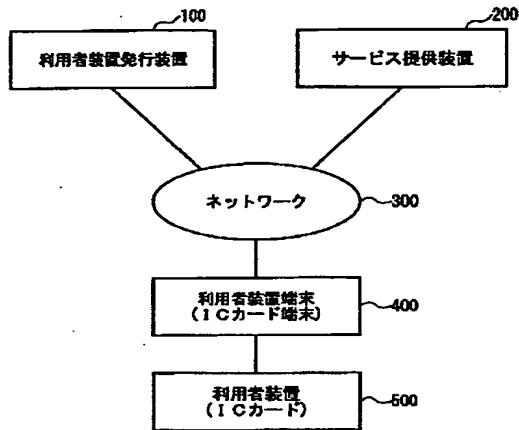 100
200
利用者装置発行装置
サービス提供装置
ネットワーク
300
利用者装置端末
(ICカード端末)
400
利用者装置
(ICカード)
500